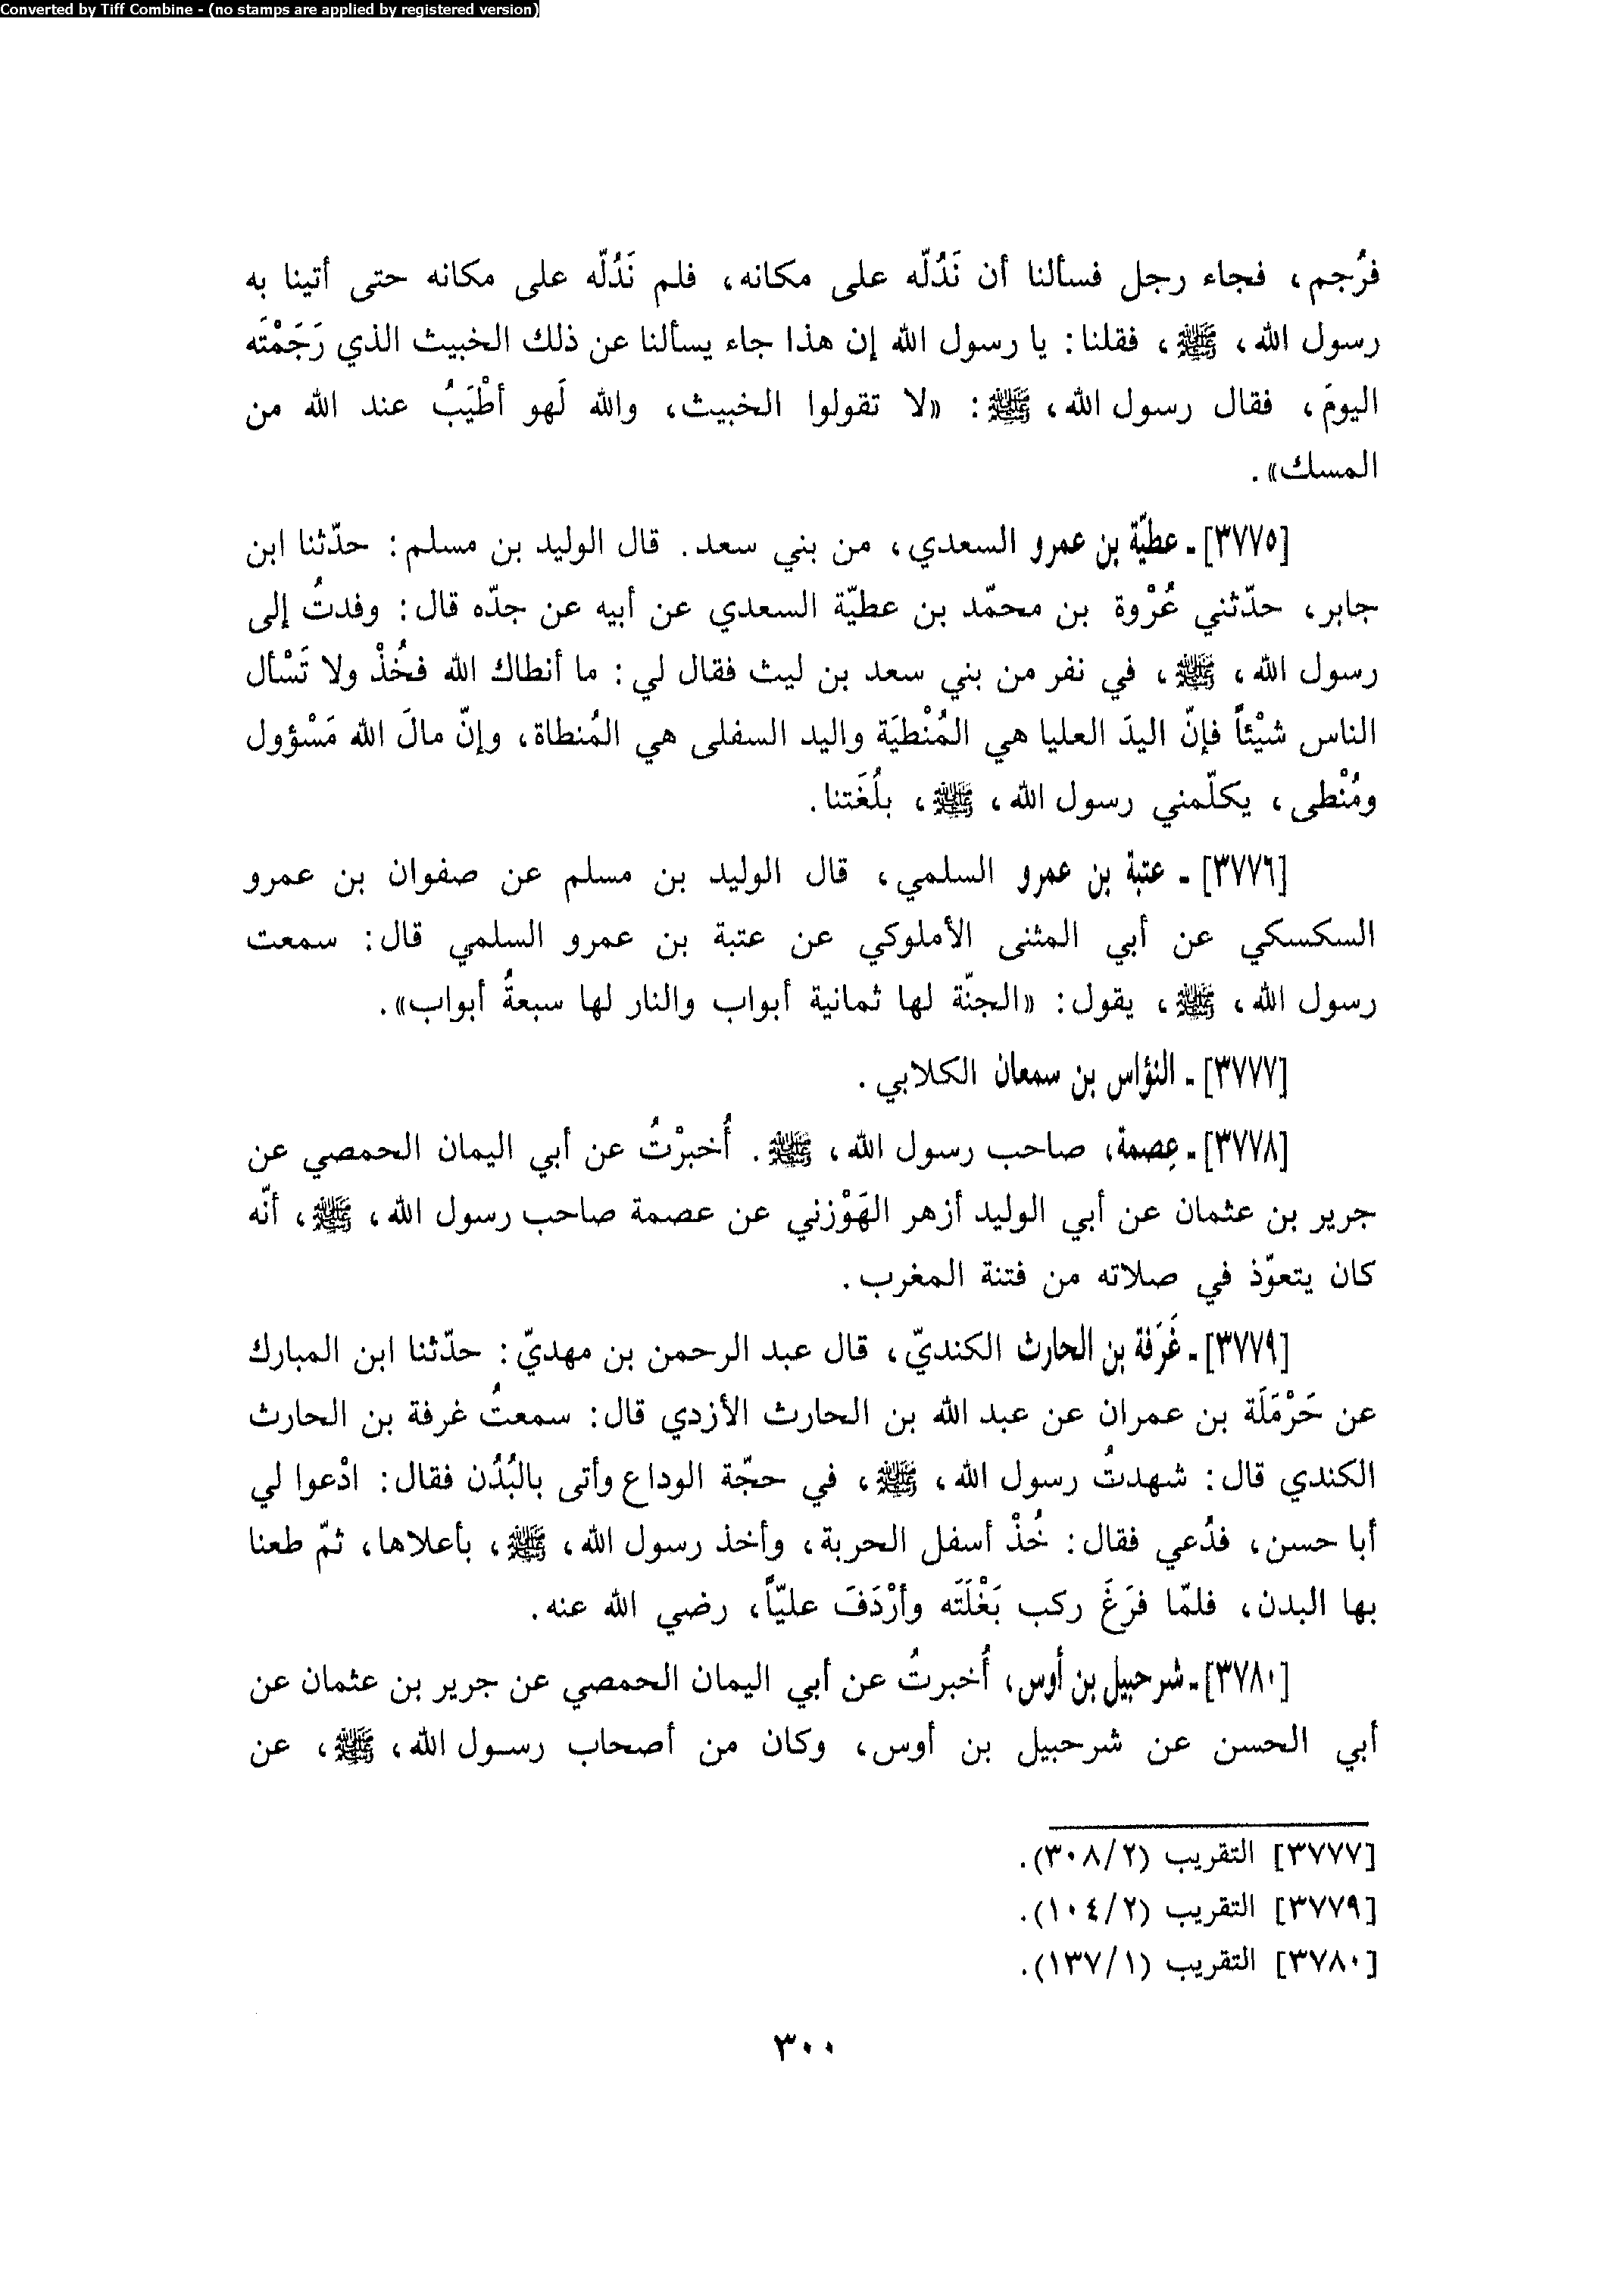 Converted by Tiff Combine - (no stamps are applied by registered version)
فرُجم، فجاء رجل فسألنا أن نَدُلّه على مكانه، فلم نَدُلّه على مكانه حتى أتينا به
رسول الله، ﷺ، فقلنا: يا رسول الله إن هذا جاء يسألنا عن ذلك الخبيث الذي رَجَمْتَه
اليومَ، فقال رسول الله، ﷺ: «لا تقولوا الخبيث، والله لَهو أطْيَبُ عند الله من
المسك».
[٣٧٧٥] - عطيّة بن عمرو السعدي، من بني سعد. قال الوليد بن مسلم: حدّثنا ابن
جابر، حدّثني عُرْوة بن محمّد بن عطيّة السعدي عن أبيه عن جدّه قال: وفدتُ إلى
رسول الله، ﷺ، في نفر من بني سعد بن ليث فقال لي: ما أنطاك الله فخُذْ ولا تَسْأل
الناس شيْئاً فإنّ اليدَ العليا هي المُنْطيَة واليد السفلى هي المُنطاة، وإنّ مالَ الله مَسْؤول
ومُنْطى، يكلّمني رسول الله، ﷺ، بلُغَتنا.
[٣٧٧٦] - عتبة بن عمرو السلمي، قال الوليد بن مسلم عن صفوان بن عمرو
السكسكي عن أبي المثنى الأملوكي عن عتبة بن عمرو السلمي قال: سمعت
رسول الله، ﷺ، يقول: «الجنّة لها ثمانية أبواب والنار لها سبعةُ أبواب».
[٣٧٧٧] - النؤاس بن سمعان الكلابي.
[٣٧٧٨] - عِصمة، صاحب رسول الله، ﷺ. أُخبرْتُ عن أبي اليمان الحمصي عن
جرير بن عثمان عن أبي الوليد أزهر الهَوْزني عن عصمة صاحب رسول الله، ﷺ، أنّه
كان يتعوّذ في صلاته من فتنة المغرب.
[٣٧٧٩] - غَرَفة بن الحارث الكنديّ، قال عبد الرحمن بن مهديّ: حدّثنا ابن المبارك
عن حَرْمَلَة بن عمران عن عبد الله بن الحارث الأزدي قال: سمعتُ غرفة بن الحارث
الكندي قال: شهدتُ رسول الله، ﷺ، في حجّة الوداع وأتى بالبُدْن فقال: ادْعوا لي
أبا حسن، فدُعي فقال: خُذْ أسفل الحربة، وأخذ رسول الله، ﷺ، بأعلاها، ثمّ طعنا
بها البدن، فلمّا فرَغَ ركب بَغْلَتَه وأرْدَفَ عليّاً، رضي الله عنه.
[٣٧٨٠] - شرحبيل بن أوس، أُخبرتُ عن أبي اليمان الحمصي عن جرير بن عثمان عن
أبي الحسن عن شرحبيل بن أوس، وكان من أصحاب رسول الله، ﷺ، عن
[٣٧٧٧] التقريب (٣٠٨/٢).
[٣٧٧٩] التقريب (١٠٤/٢).
[٣٧٨٠] التقريب (١٣٧/١).
٣٠٠